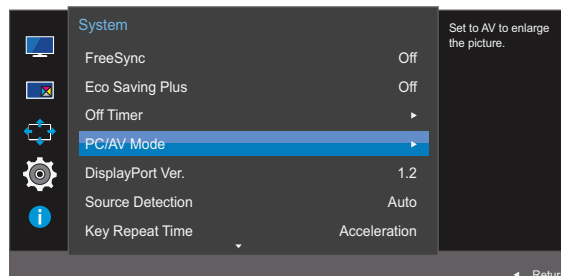 System
FreeSync Off
Eco Saving Plus Off
Off Timer
PC/AV Mode
DisplayPort Ver. 1.2
Source Detection Auto
Key Repeat Time Acceleration
Set to AV to enlarge
the picture.